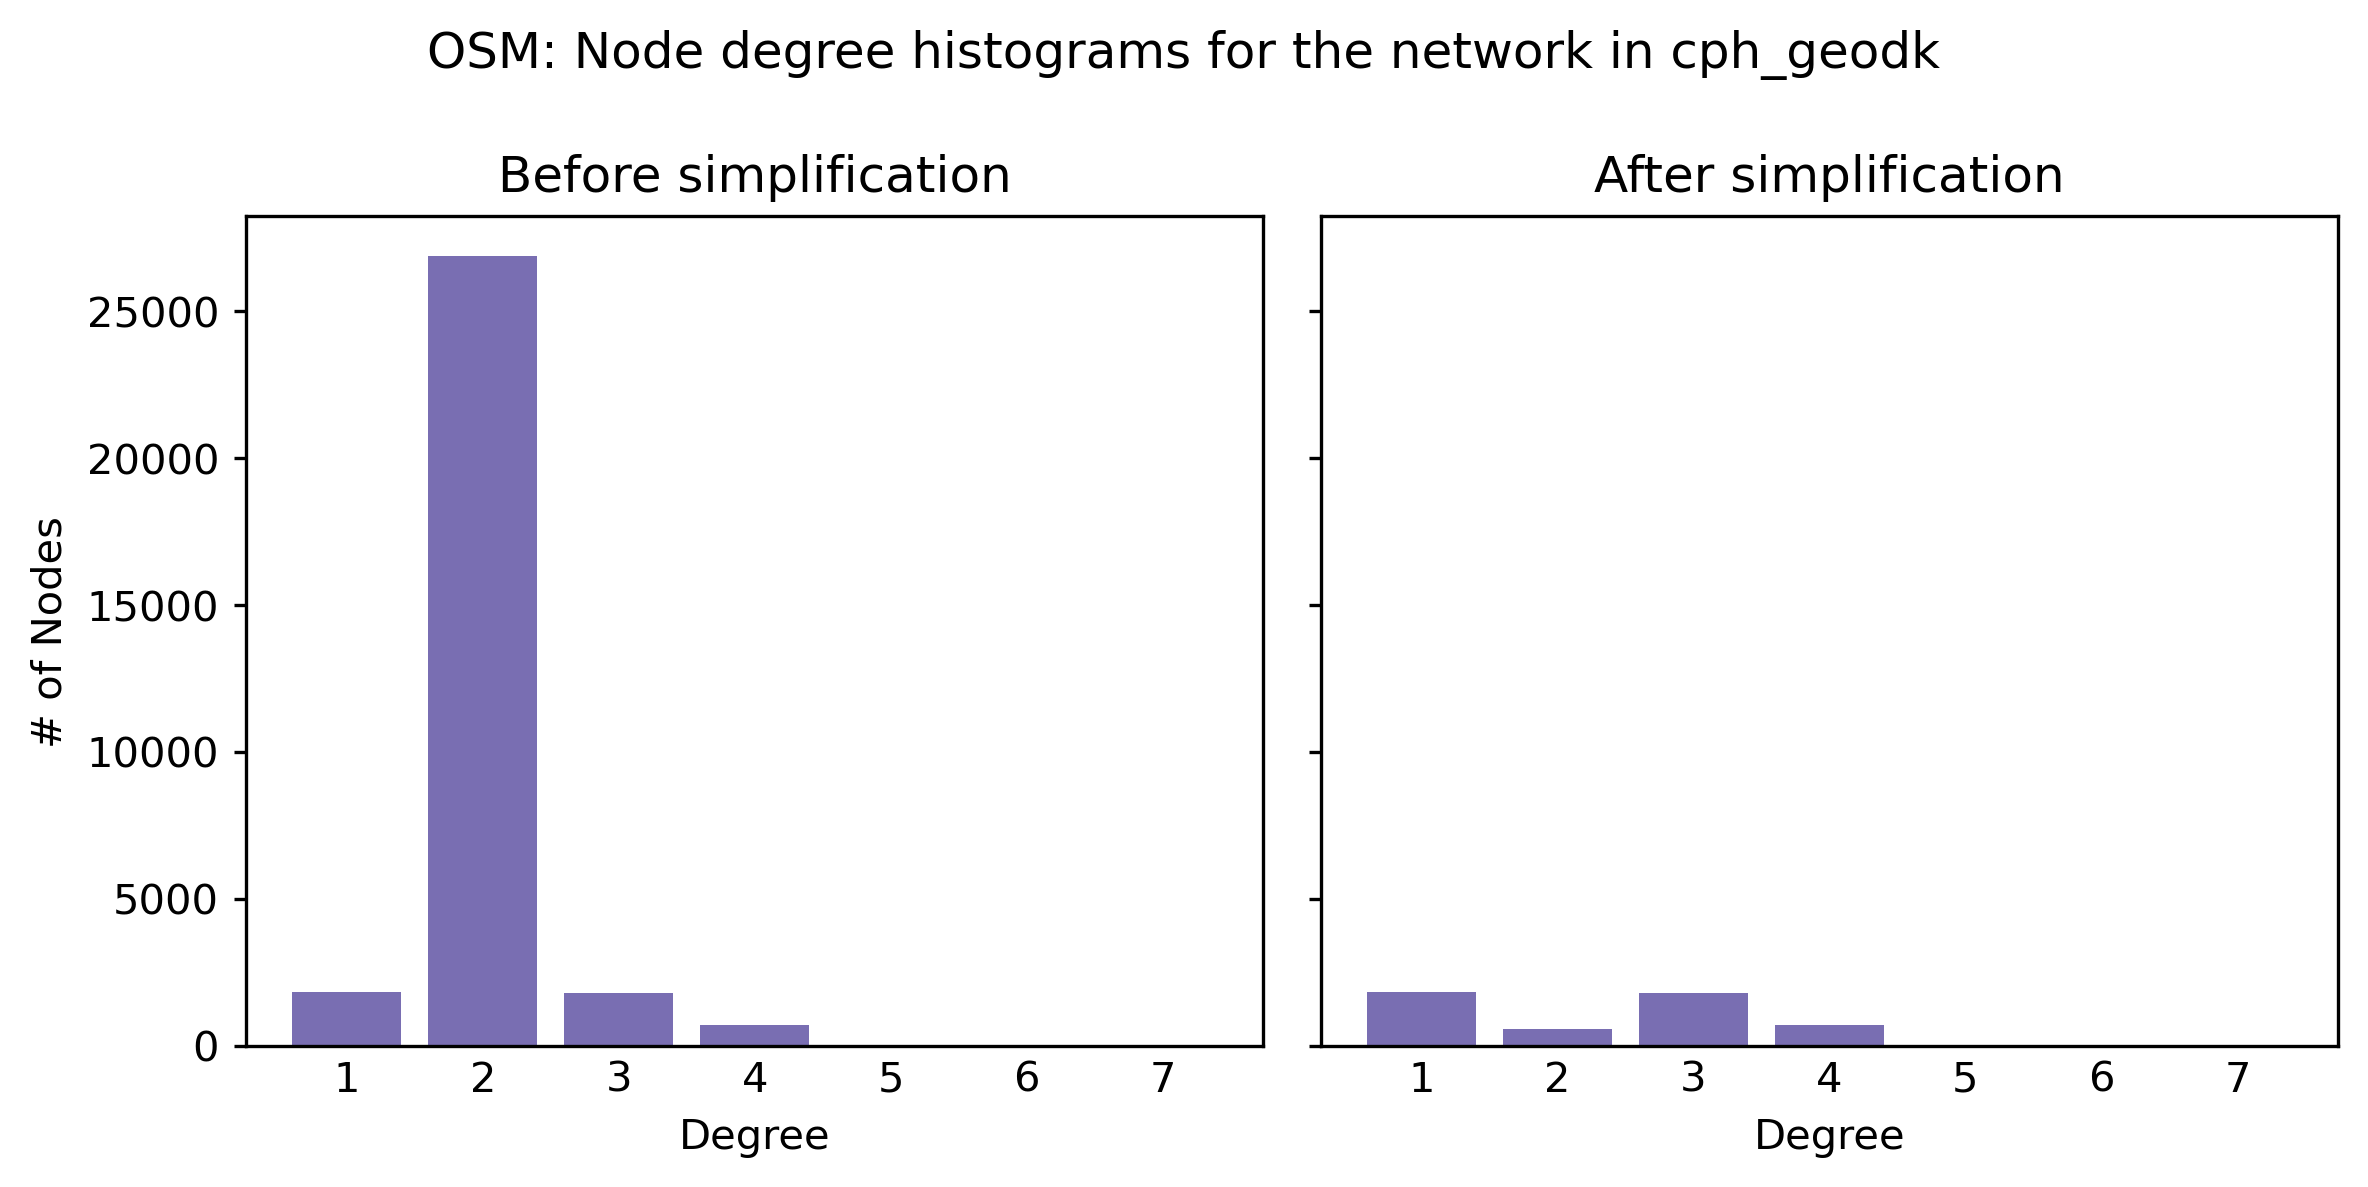 OSM: Node degree histograms for the network in cph_geodk
Before simplification
# of Nodes
25000
20000
15000
10000
5000
0
1 2 3 4 5 6 7
Degree
After simplification
1 2 3 4 5 6 7
Degree